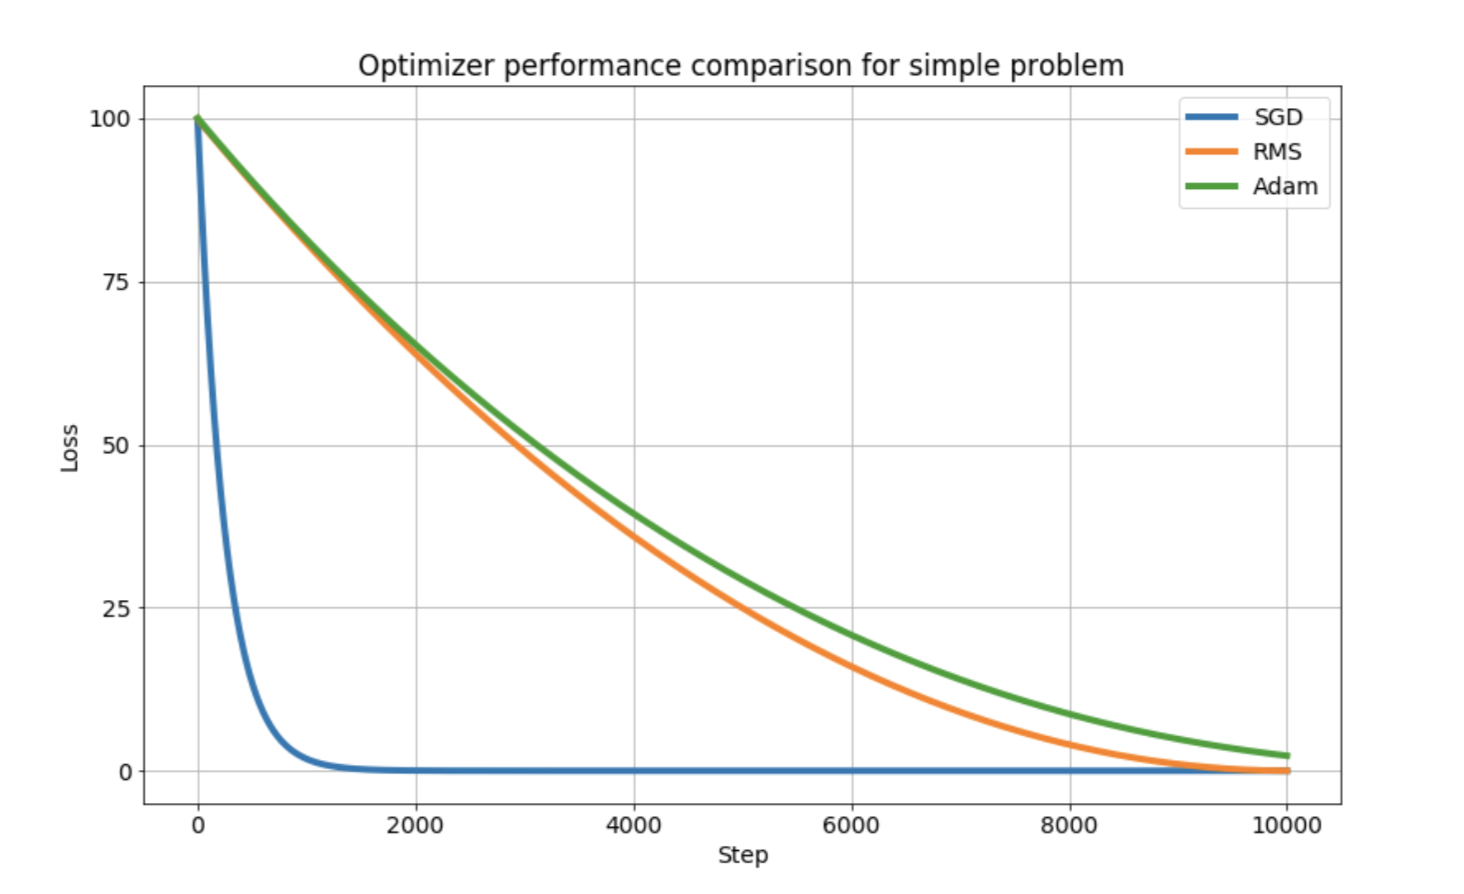 Optimizer performance comparison for simple problem
SGD
RMS
Adam
100
75
50
25
0
Loss
0 2000 4000 6000 8000 10000
Step